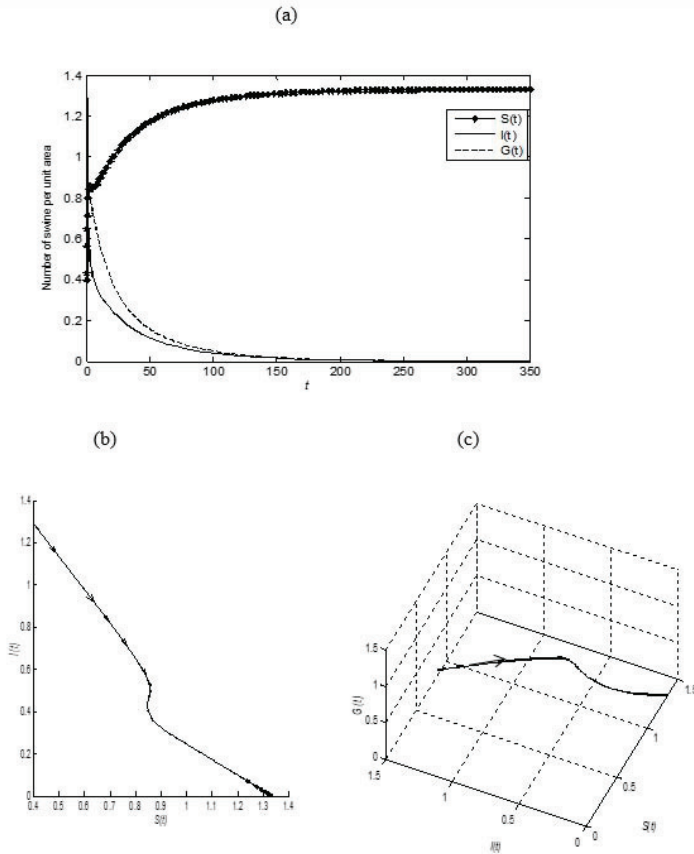 (a)
1.4
1.2
1
0.8
0.6
0.4
0.2
0
Number of swine per unit area
S(t)
I(t)
G(t)
0 50 100 150 200 250 300 350
t
(b) (c)
1.4
1.2
1
0.8
0.6
0.4
0.2
0
I(t)
0.4 0.5 0.6 0.7 0.8 0.9 1 1.1 1.2 1.3 1.4
S(t)
1.5
1
0.5
0
G (t)
1.5
1
0.5
0
I(t)
0
0.5
1
1.5
S(t)